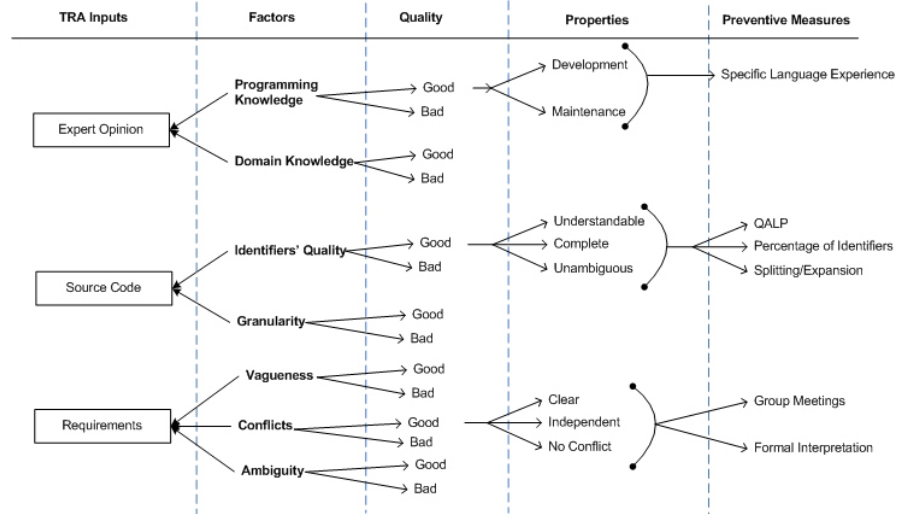 TRA Inputs
Factors
Quality
Properties
Preventive Measures
Expert Opinion
Programming
Knowledge
Good
Bad
Development
Maintenance
Specific Language Experience
Domain Knowledge
Good
Bad
Source Code
Identifiers' Quality
Good
Bad
Understandable
Complete
Unambiguous
QALP
Percentage of Identifiers
Splitting/Expansion
Granularity
Good
Bad
Requirements
Vagueness
Good
Bad
Conflicts
Good
Bad
Clear
Independent
No Conflict
Group Meetings
Formal Interpretation
Ambiguity
Good
Bad